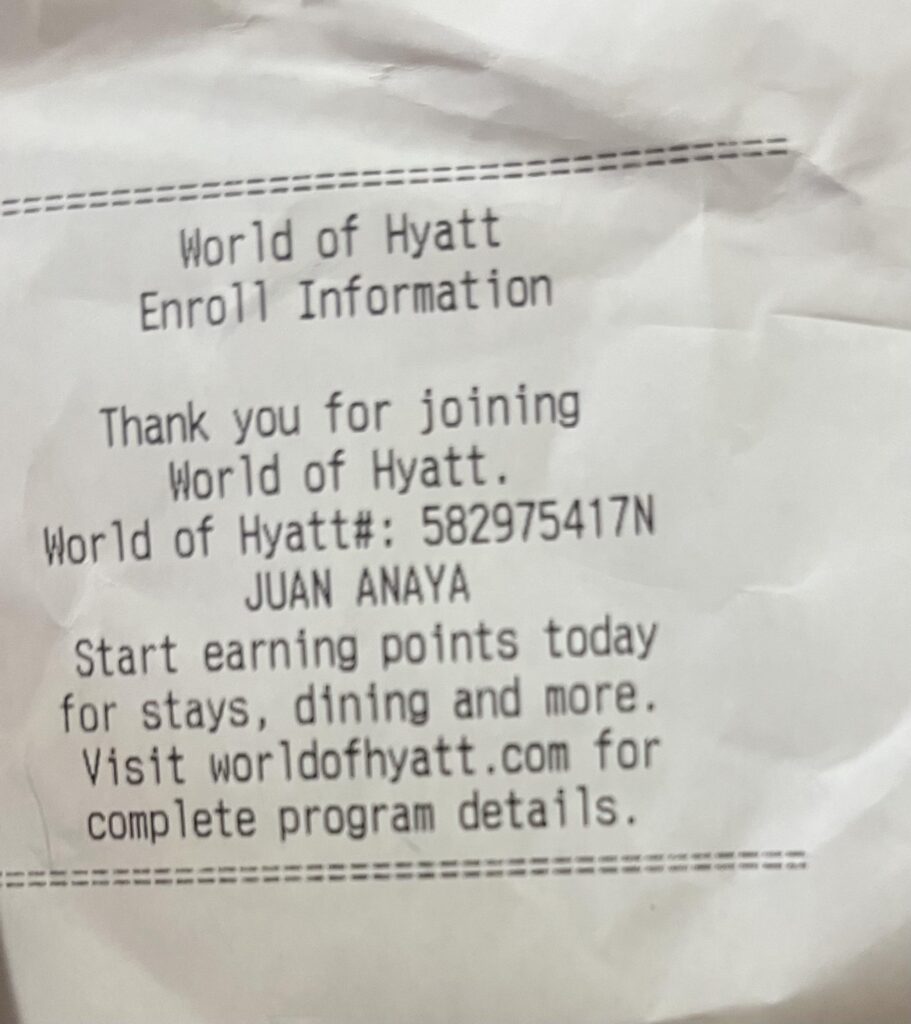 ================================
World of Hyatt
Enroll Information
Thank you for joining
World of Hyatt.
World of Hyatt#: 582975417N
JUAN ANAYA
Start earning points today
for stays, dining and more.
Visit worldofhyatt.com for
complete program details.
================================